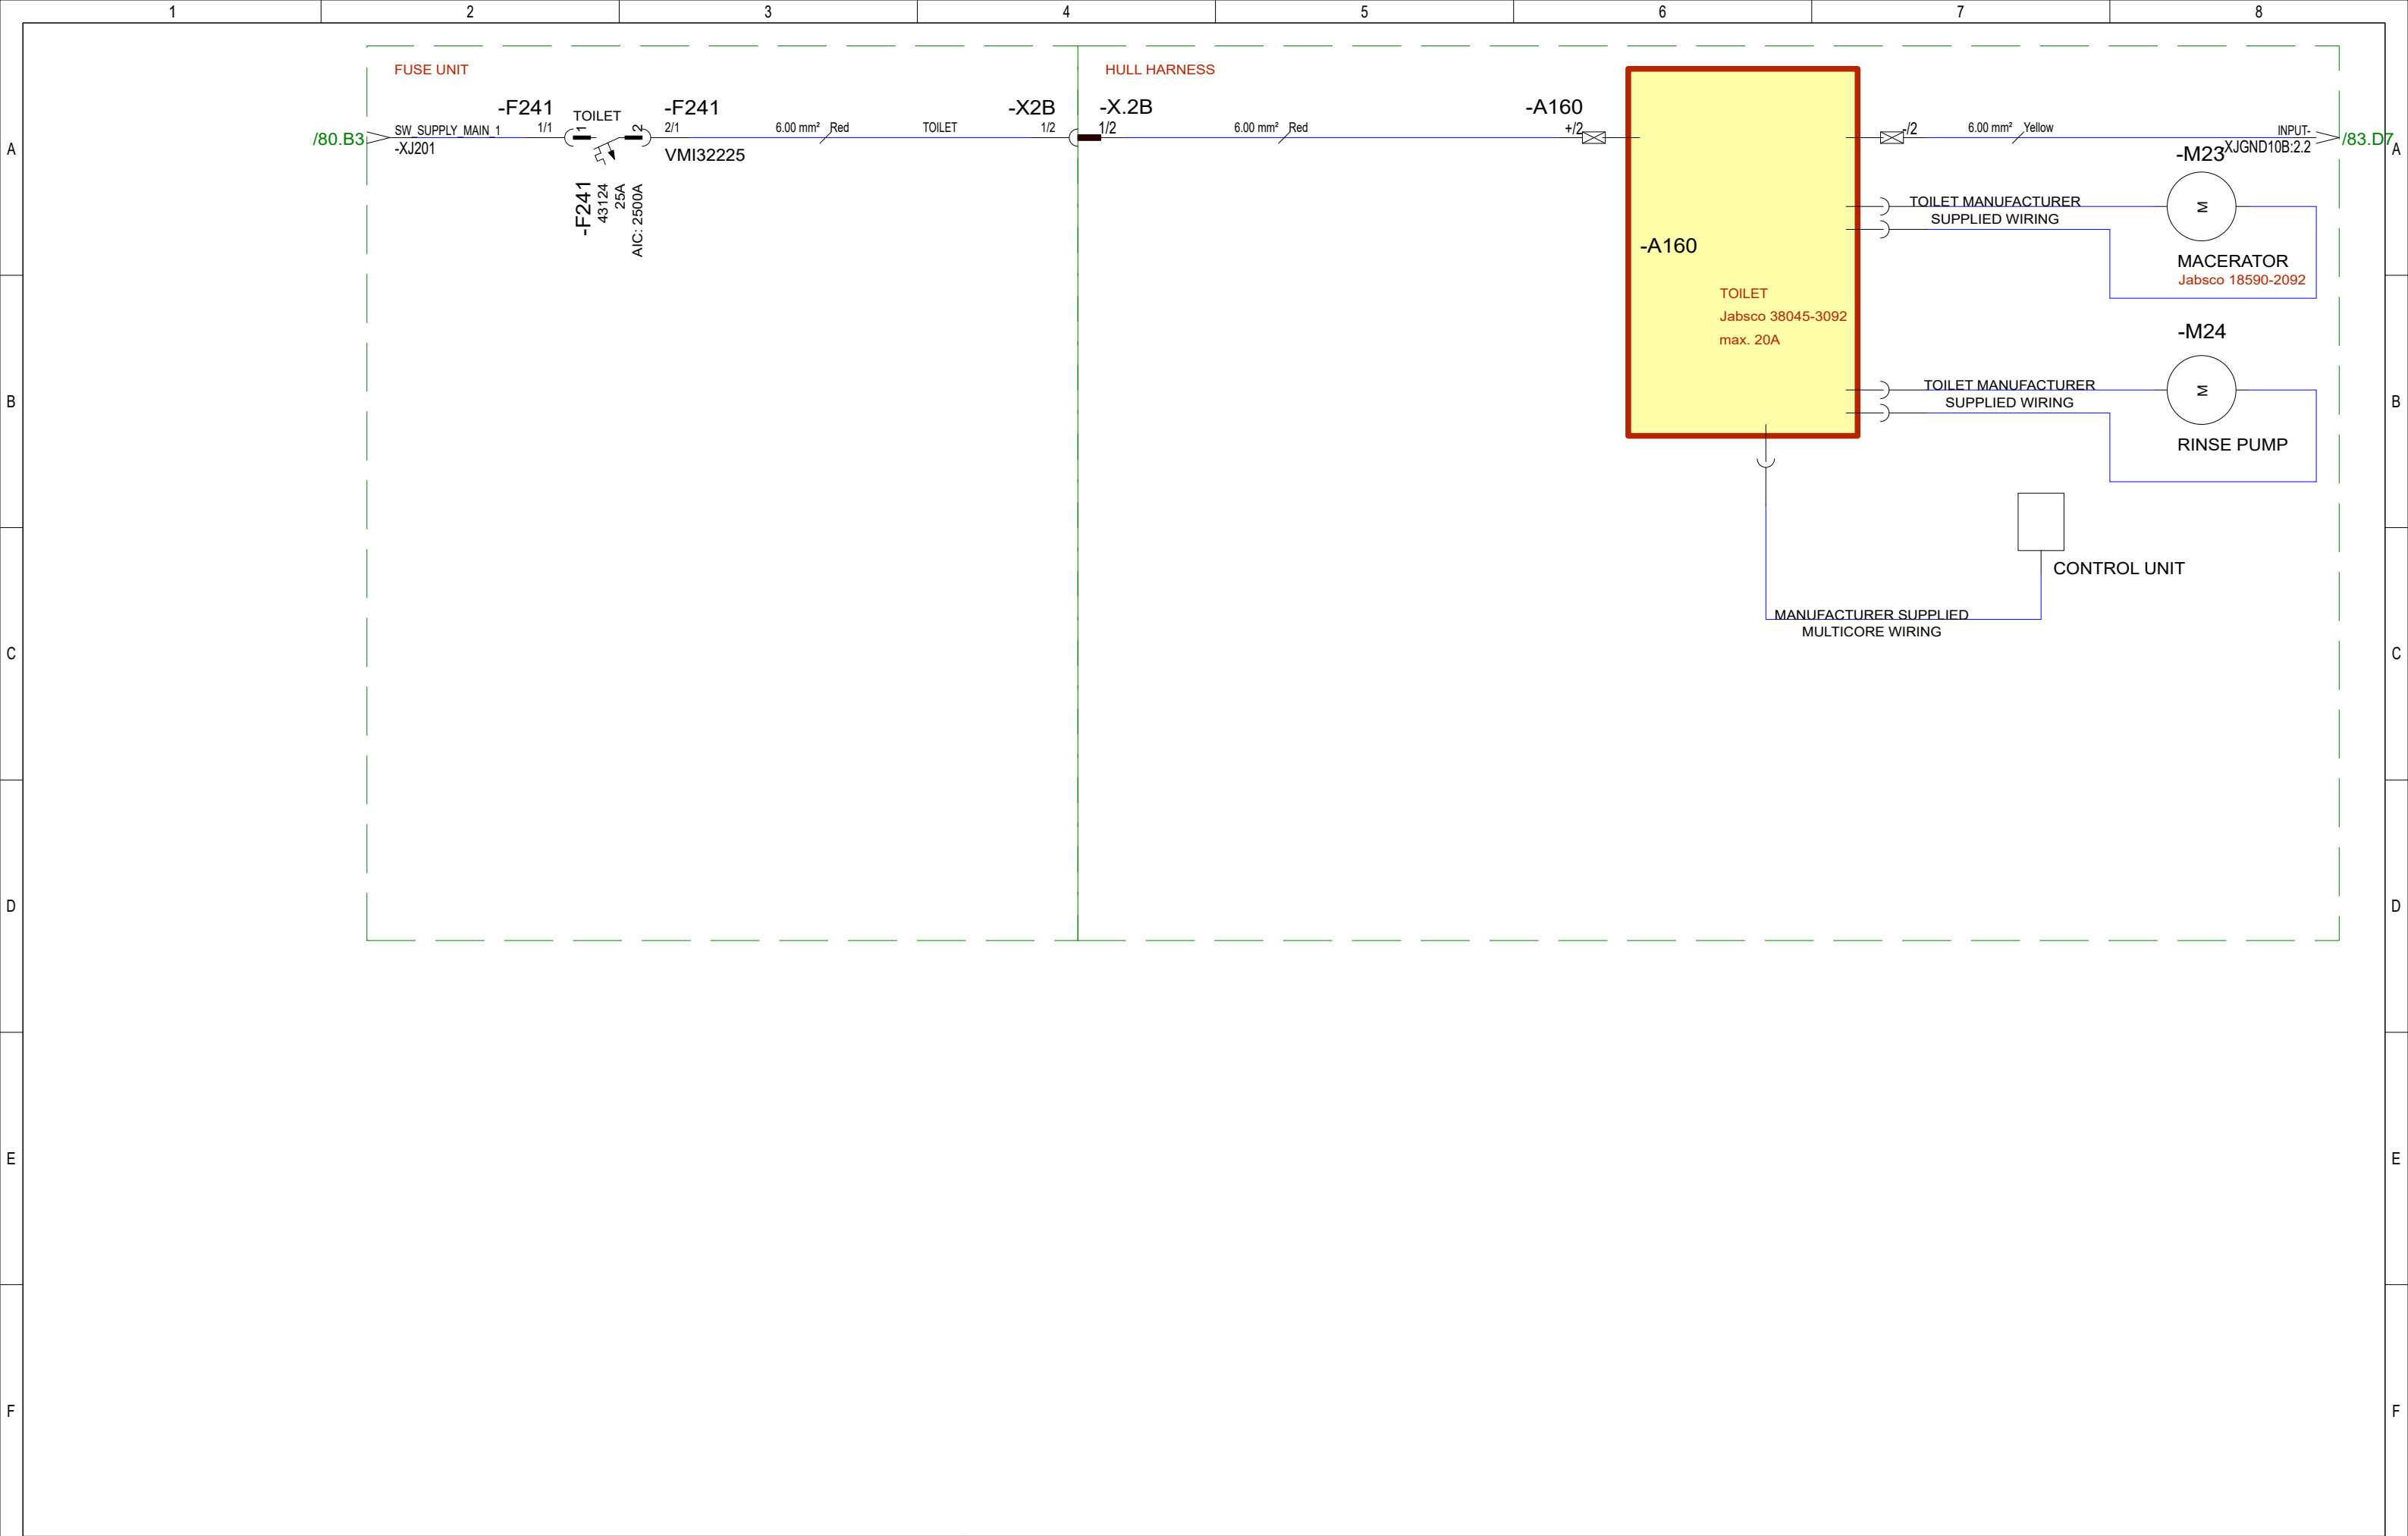 1 2 3 4 5 6 7 8
FUSE UNIT
HULL HARNESS
-F241
TOILET
-F241
-X2B
-X.2B
-A160
/80.B3
SW_SUPPLY_MAIN_1
1/1
1
2
2/1
6.00 mm² Red
TOILET
1/2
1/2
6.00 mm² Red
+/2
-/2
6.00 mm² Yellow
INPUT-
/83.D7
A
A
-XJ201
VMI32225
-M23
-XJGND10B:2.2
-F241
43124
25A
AIC: 2500A
TOILET MANUFACTURER
SUPPLIED WIRING
M
-A160
MACERATOR
Jabsco 18590-2092
TOILET
Jabsco 38045-3092
max. 20A
-M24
TOILET MANUFACTURER
SUPPLIED WIRING
M
B
B
RINSE PUMP
CONTROL UNIT
MANUFACTURER SUPPLIED
MULTICORE WIRING
C
C
D
D
E
E
F
F